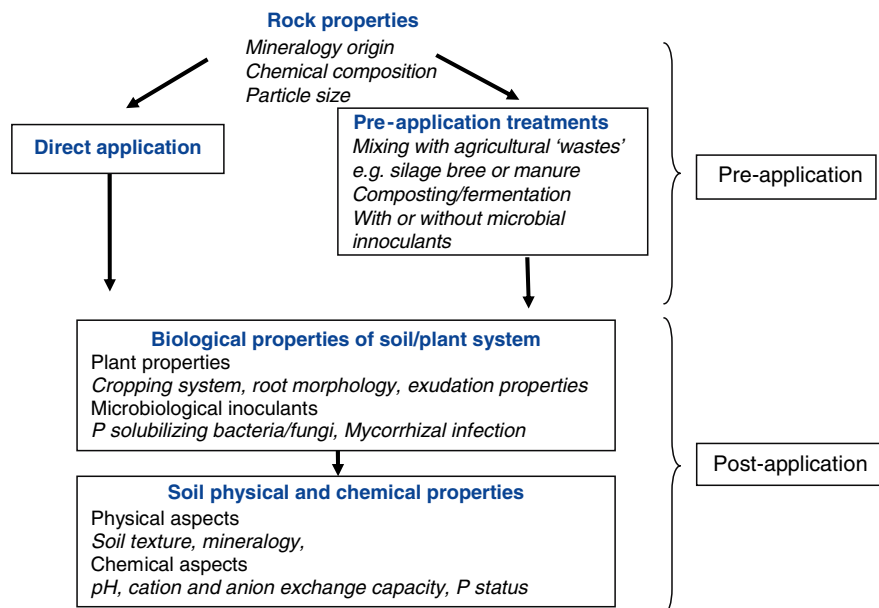 Rock properties
Mineralogy origin
Chemical composition
Particle size
Direct application
Pre-application treatments
Mixing with agricultural ‘wastes’
e.g. silage bree or manure
Composting/fermentation
With or without microbial
innoculants
Pre-application
Biological properties of soil/plant system
Plant properties
Cropping system, root morphology, exudation properties
Microbiological inoculants
P solubilizing bacteria/fungi, Mycorrhizal infection
Post-application
Soil physical and chemical properties
Physical aspects
Soil texture, mineralogy,
Chemical aspects
pH, cation and anion exchange capacity, P status